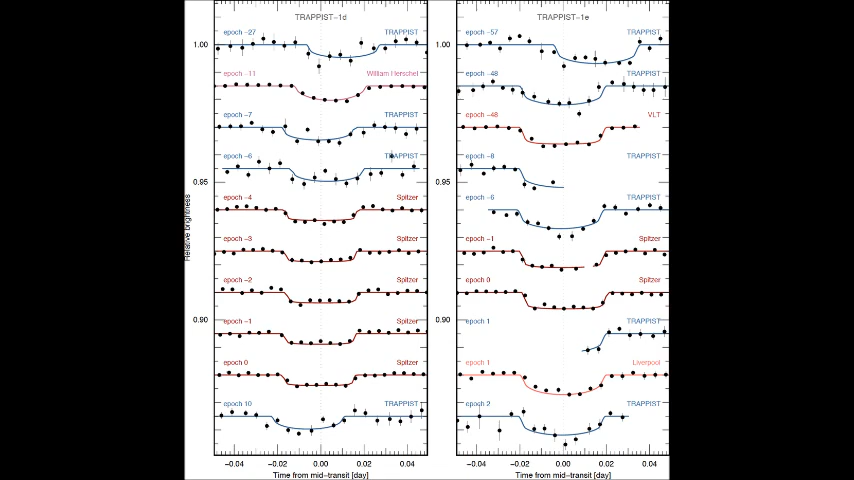 TRAPPIST-1d
epoch -27 TRAPPIST
epoch -11 William Herschel
epoch -7 TRAPPIST
epoch -6 TRAPPIST
epoch -4 Spitzer
epoch -3 Spitzer
epoch -2 Spitzer
epoch -1 Spitzer
epoch 0 Spitzer
epoch 10 TRAPPIST
1.00
0.95
0.90
Relative brightness
-0.04 -0.02 0.00 0.02 0.04
Time from mid-transit [day]
TRAPPIST-1e
epoch -57 TRAPPIST
epoch -48 TRAPPIST
epoch -48 VLT
epoch -8 TRAPPIST
epoch -6 TRAPPIST
epoch -1 Spitzer
epoch 0 Spitzer
epoch 1 TRAPPIST
epoch 1 Liverpool
epoch 2 TRAPPIST
1.00
0.95
0.90
-0.04 -0.02 0.00 0.02 0.04
Time from mid-transit [day]